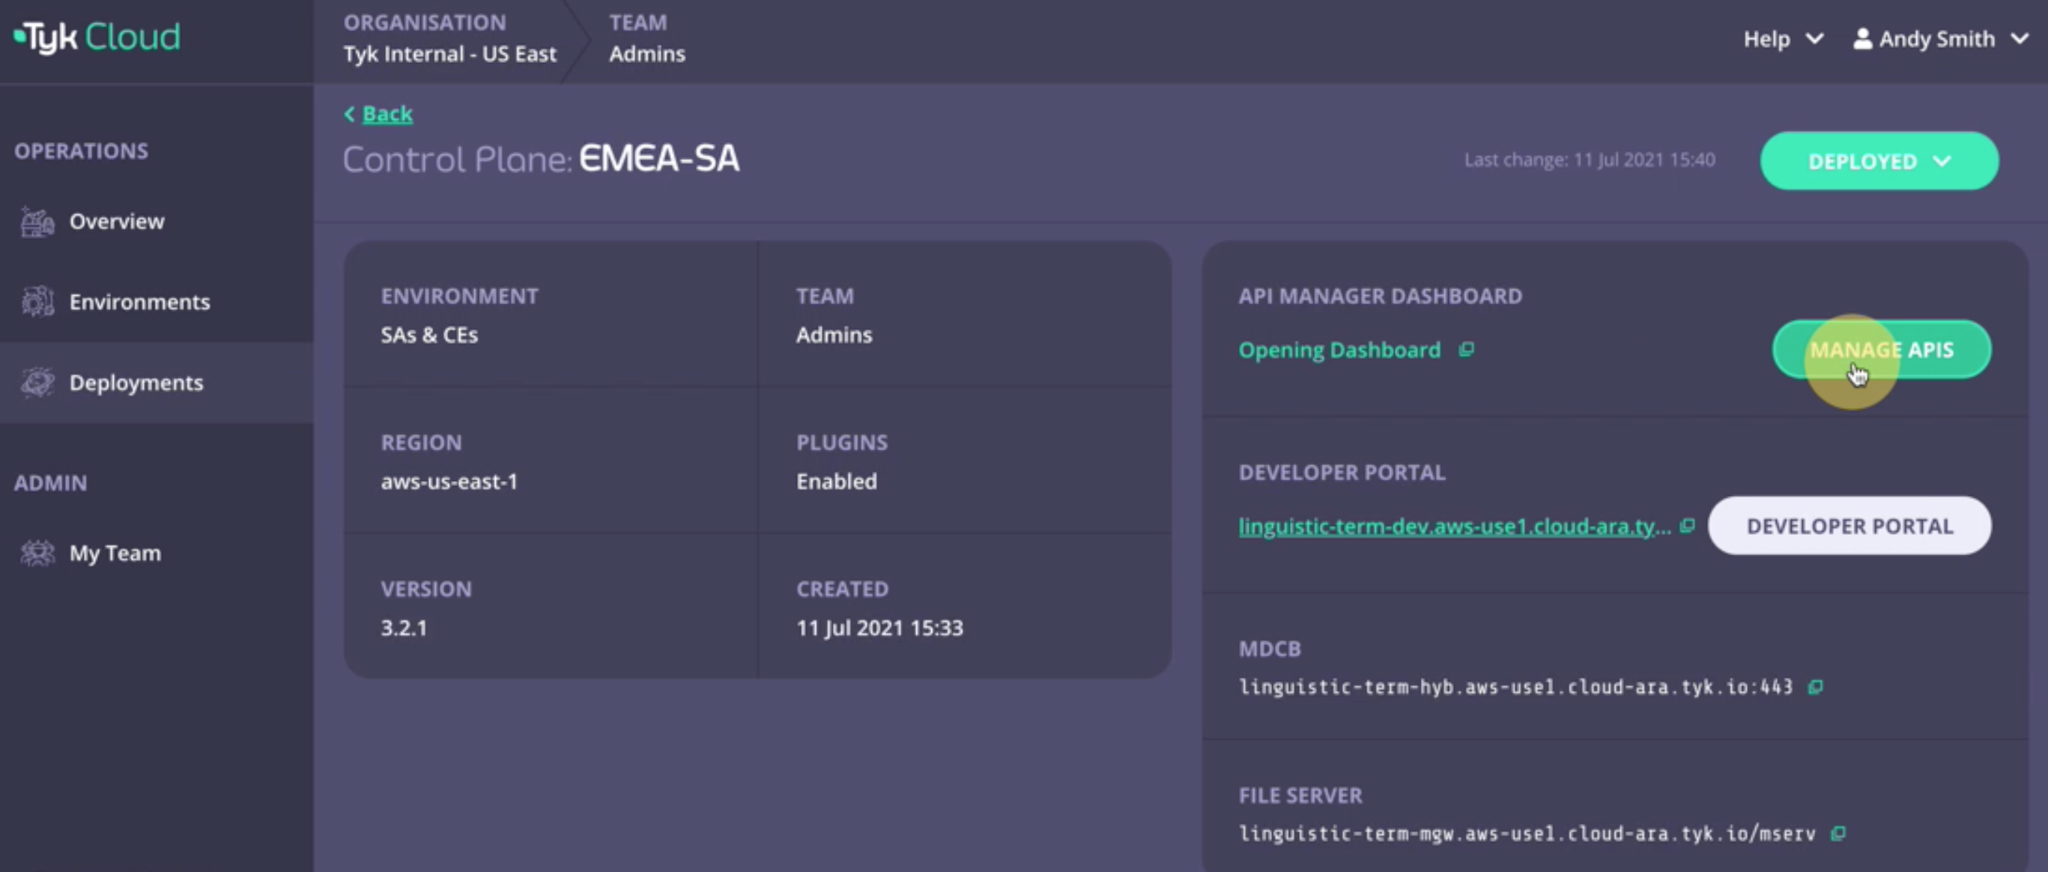 Tyk Cloud
ORGANISATION
Tyk Internal - US East
TEAM
Admins
Help
Andy Smith
OPERATIONS
Overview
Environments
Deployments
ADMIN
My Team
Back
Control Plane: EMEA-SA
Last change: 11 Jul 2021 15:40
DEPLOYED
ENVIRONMENT
SAs & CEs
TEAM
Admins
REGION
aws-us-east-1
PLUGINS
Enabled
VERSION
3.2.1
CREATED
11 Jul 2021 15:33
API MANAGER DASHBOARD
Opening Dashboard
MANAGE APIS
DEVELOPER PORTAL
linguistic-term-dev.aws-use1.cloud-ara.ty...
DEVELOPER PORTAL
MDCB
linguistic-term-hyb.aws-use1.cloud-ara.tyk.io:443
FILE SERVER
linguistic-term-mgw.aws-use1.cloud-ara.tyk.io/mserv